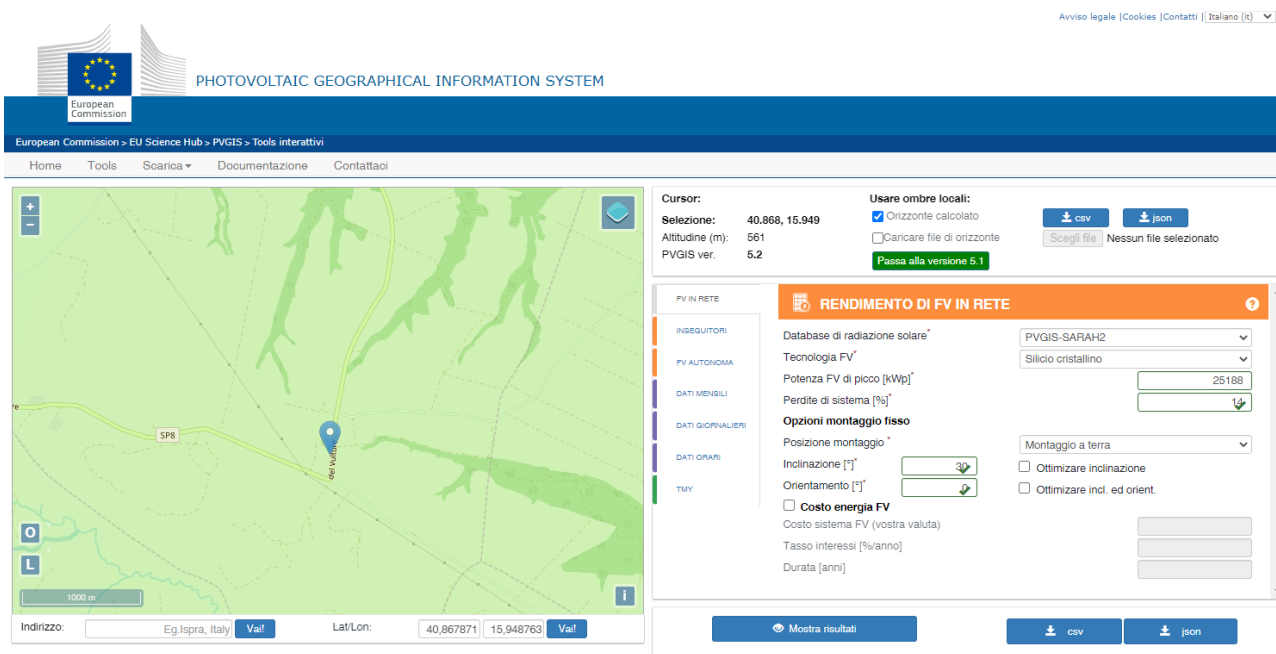 Avviso legale |Cookies |Contatti | Italiano (it)
PHOTOVOLTAIC GEOGRAPHICAL INFORMATION SYSTEM
European
Commission
European Commission > EU Science Hub > PVGIS > Tools interattivi
Home Tools Scarica Documentazione Contattaci
+
−
SP8
del Vulture
re
O
L
1000 m
i
Indirizzo: Eg.Ispra, Italy Vai! Lat/Lon: 40,867871 15,948763 Vai!
Cursor:
Selezione: 40.868, 15.949
Altitudine (m): 561
PVGIS ver. 5.2
Usare ombre locali:
Orizzonte calcolato
Caricare file di orizzonte
Passa alla versione 5.1
csv json
Scegli file Nessun file selezionato
FV IN RETE
INSEGUITORI
FV AUTONOMA
DATI MENSILI
DATI GIORNALIERI
DATI ORARI
TMY
RENDIMENTO DI FV IN RETE ?
Database di radiazione solare* PVGIS-SARAH2
Tecnologia FV* Silicio cristallino
Potenza FV di picco [kWp]* 25188
Perdite di sistema [%]* 14
Opzioni montaggio fisso
Posizione montaggio * Montaggio a terra
Inclinazione [°]* 30 Ottimizare inclinazione
Orientamento [°]* 0 Ottimizare incl. ed orient.
Costo energia FV
Costo sistema FV (vostra valuta)
Tasso interessi [%/anno]
Durata [anni]
Mostra risultati csv json